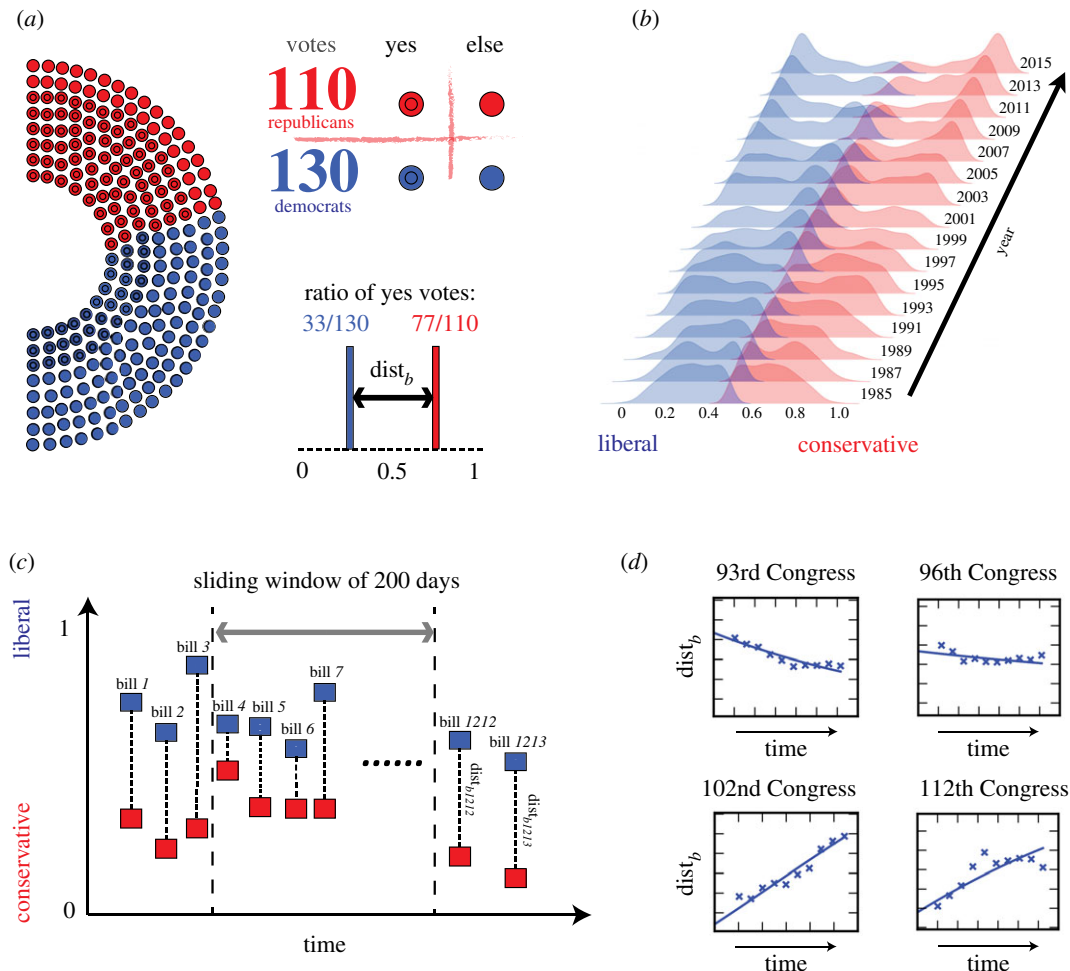 (a)
votes yes else
110
republicans
130
democrats
ratio of yes votes:
33/130 77/110
dist_b
0 0.5 1
(b)
2015
2013
2011
2009
2007
2005
2003
2001
1999
1997
1995
1993
1991
1989
1987
1985
year
0 0.2 0.4 0.6 0.8 1.0
liberal conservative
(c)
sliding window of 200 days
liberal
conservative
1
0
bill 1
bill 2
bill 3
bill 4
bill 5
bill 6
bill 7
bill 1212
bill 1213
dist_b1212
dist_b1213
time
(d)
93rd Congress 96th Congress
dist_b
time time
102nd Congress 112th Congress
dist_b
time time